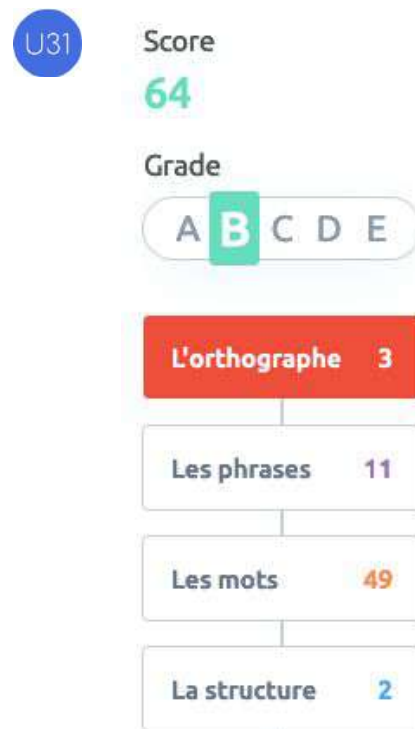 U31
Score
64
Grade
A B C D E
L'orthographe 3
Les phrases 11
Les mots 49
La structure 2